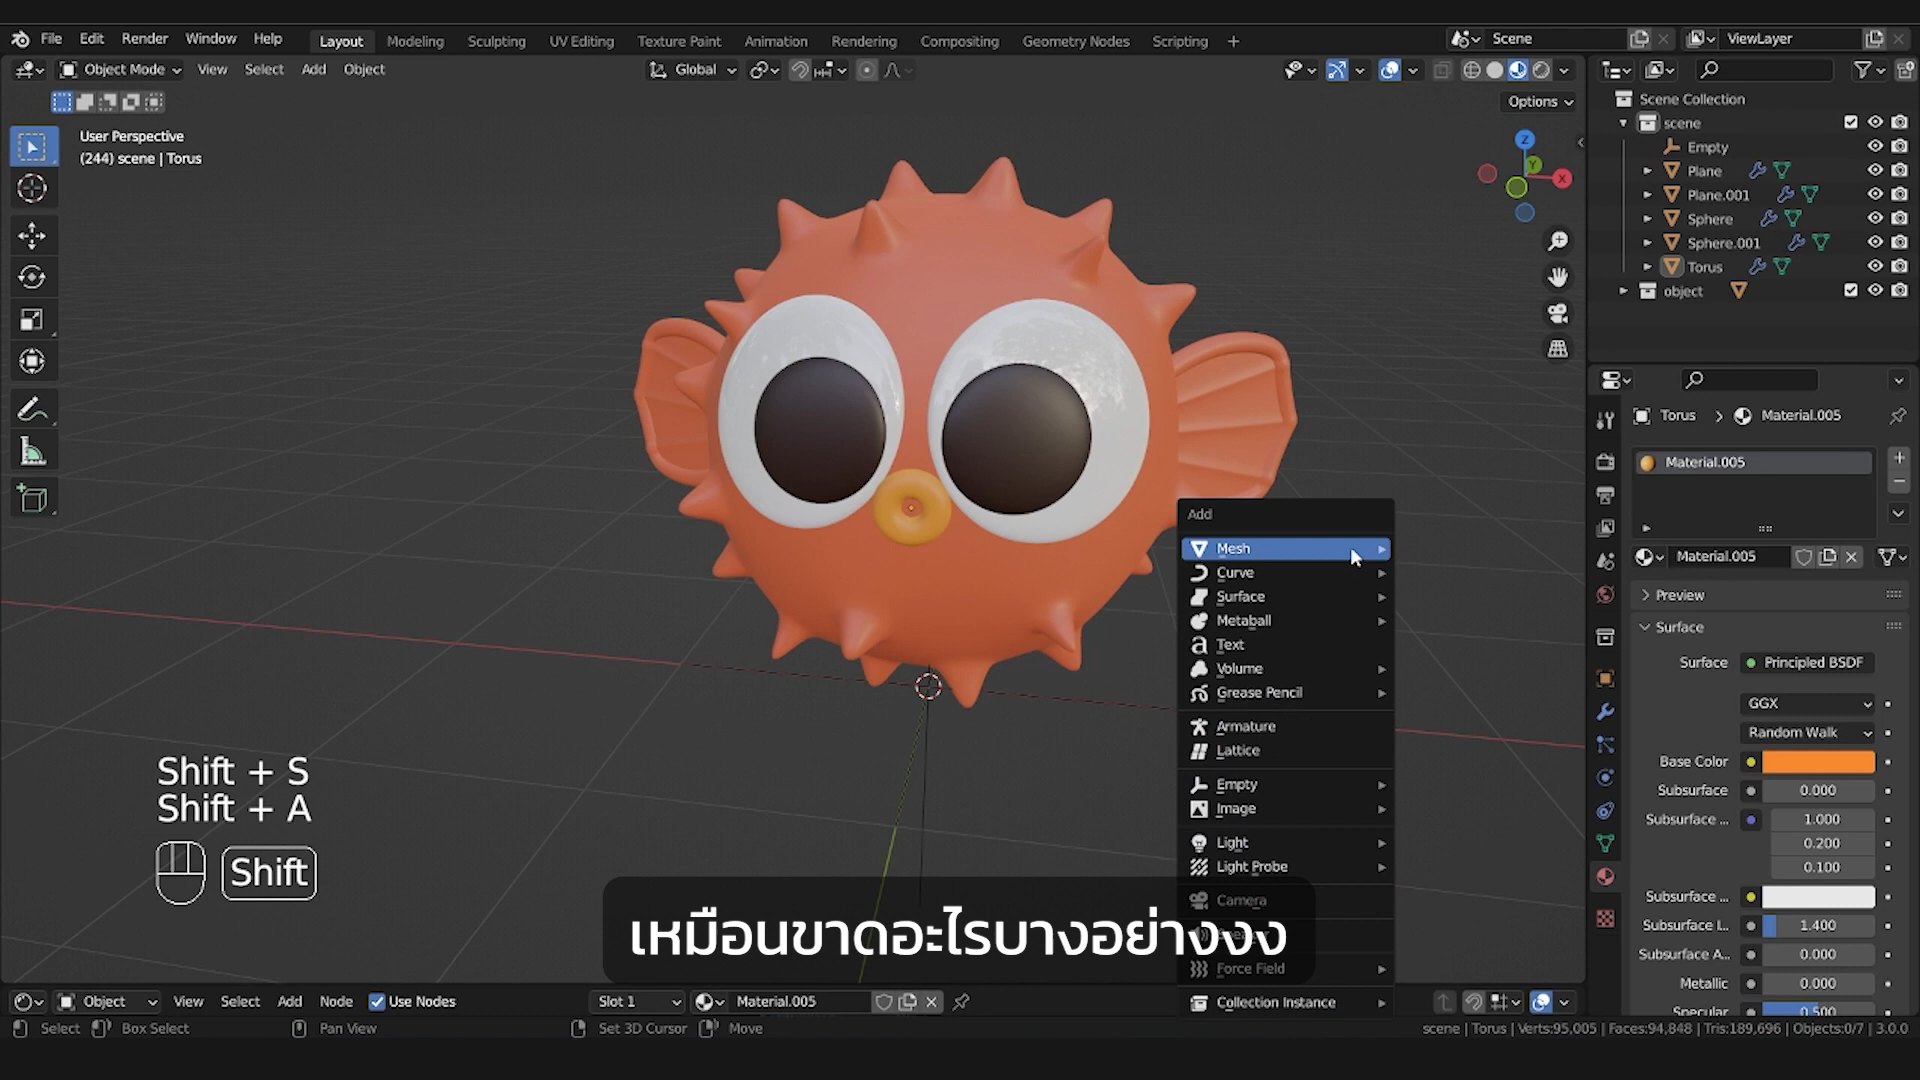 File Edit Render Window Help
Layout Modeling Sculpting UV Editing Texture Paint Animation Rendering Compositing Geometry Nodes Scripting +
Scene
ViewLayer
Object Mode View Select Add Object
Global
Options
User Perspective
(244) scene | Torus
Z
Y
X
Scene Collection
scene
Empty
Plane
Plane.001
Sphere
Sphere.001
Torus
object
Torus > Material.005
Material.005
Material.005
Preview
Surface
Surface Principled BSDF
GGX
Random Walk
Base Color
Subsurface 0.000
Subsurface ... 1.000
0.200
0.100
Subsurface ...
Subsurface I... 1.400
Subsurface A... 0.000
Metallic 0.000
Specular 0.500
Add
Mesh
Curve
Surface
Metaball
Text
Volume
Grease Pencil
Armature
Lattice
Empty
Image
Light
Light Probe
Camera
Force Field
Collection Instance
Shift + S
Shift + A
Shift
เหมือนขาดอะไรบางอย่างงง
Object View Select Add Node Use Nodes Slot 1 Material.005
Select Box Select Pan View Set 3D Cursor Move
scene | Torus | Verts:95,005 | Faces:94,848 | Tris:189,696 | Objects:0/7 | 3.0.0